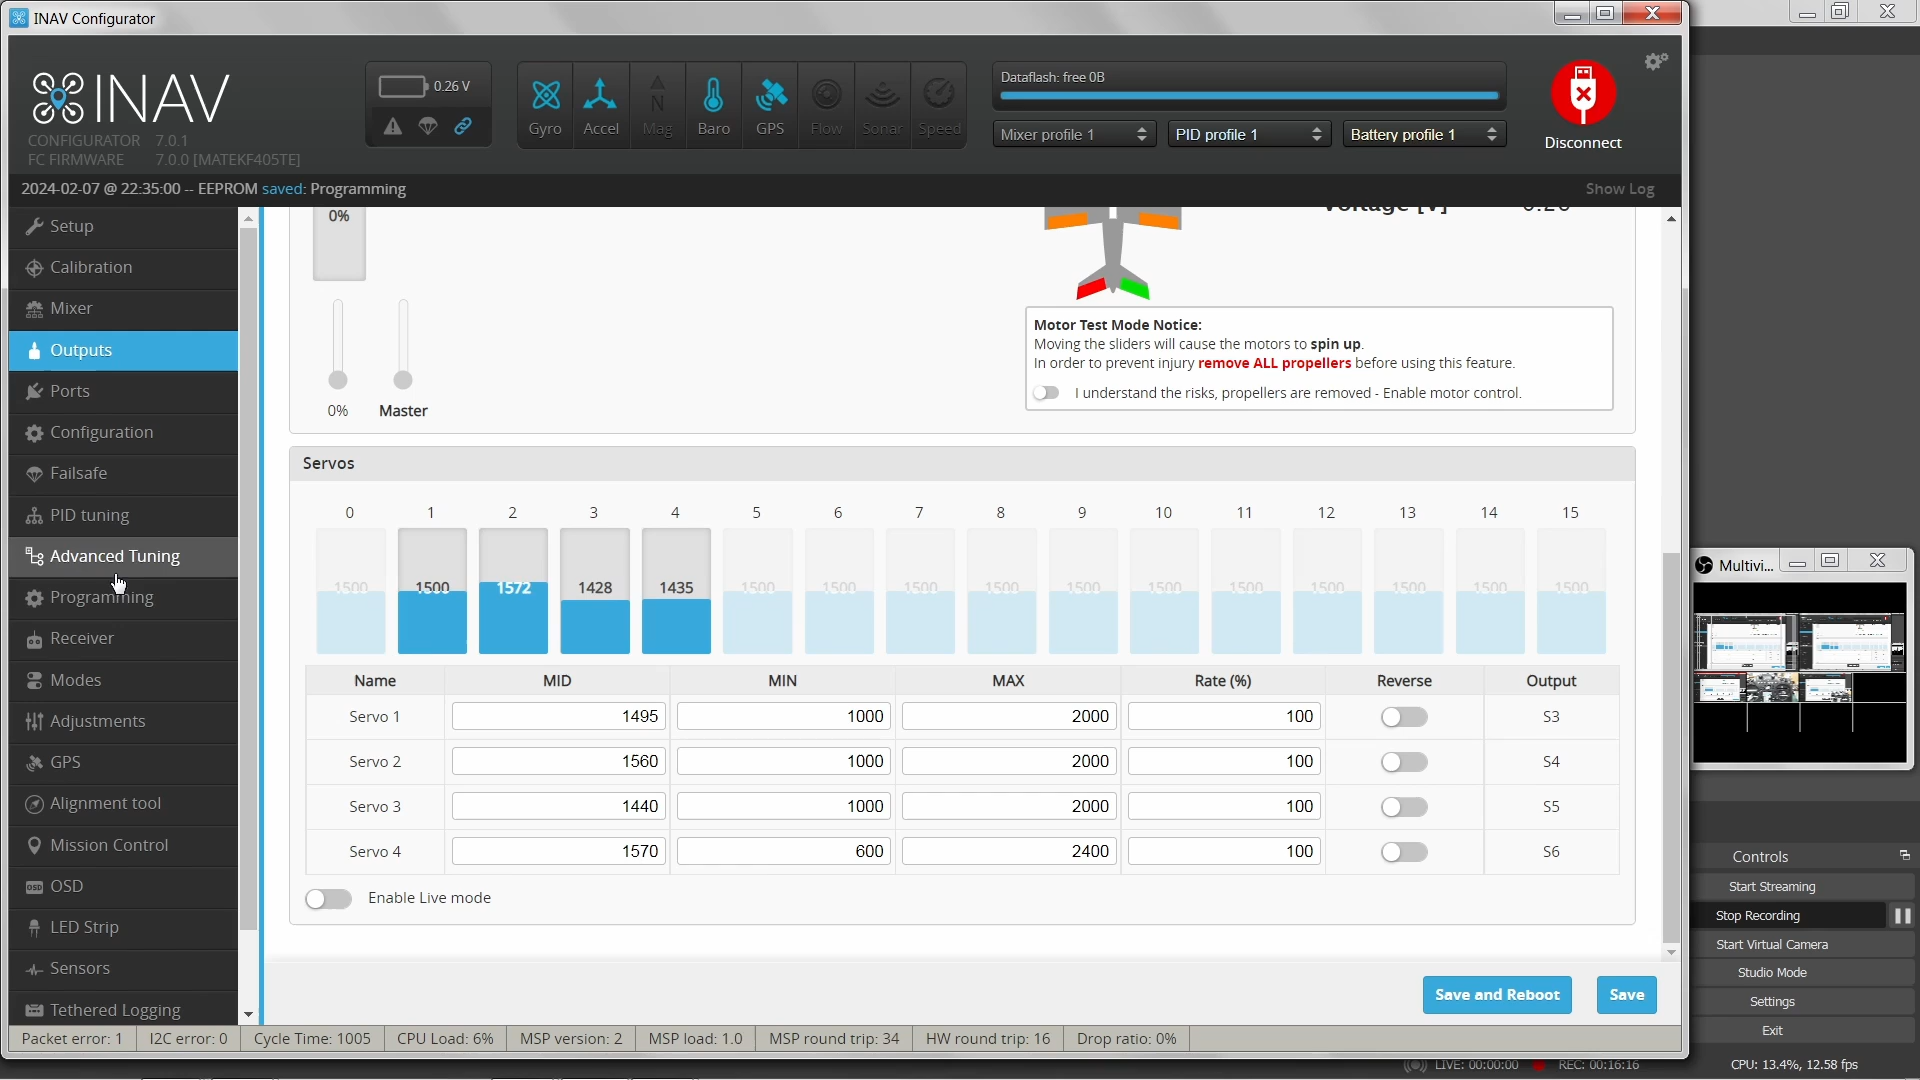 INAV Configurator
INAV
CONFIGURATOR 7.0.1
FC FIRMWARE 7.0.0 [MATEKF405TE]
0.26 V
Gyro
Accel
Mag
Baro
GPS
Flow
Sonar
Speed
Dataflash: free 0B
Mixer profile 1
PID profile 1
Battery profile 1
Disconnect
2024-02-07 @ 22:35:00 -- EEPROM saved: Programming
Show Log
Setup
Calibration
Mixer
Outputs
Ports
Configuration
Failsafe
PID tuning
Advanced Tuning
Programming
Receiver
Modes
Adjustments
GPS
Alignment tool
Mission Control
OSD
LED Strip
Sensors
Tethered Logging
0%
Voltage [V] 0.26
0%
Master
Motor Test Mode Notice:
Moving the sliders will cause the motors to spin up.
In order to prevent injury remove ALL propellers before using this feature.
I understand the risks, propellers are removed - Enable motor control.
Servos
0 1 2 3 4 5 6 7 8 9 10 11 12 13 14 15
1500 1500 1572 1428 1435 1500 1500 1500 1500 1500 1500 1500 1500 1500 1500 1500
Name MID MIN MAX Rate (%) Reverse Output
Servo 1 1495 1000 2000 100 S3
Servo 2 1560 1000 2000 100 S4
Servo 3 1440 1000 2000 100 S5
Servo 4 1570 600 2400 100 S6
Enable Live mode
Save and Reboot
Save
Packet error: 1
I2C error: 0
Cycle Time: 1005
CPU Load: 6%
MSP version: 2
MSP load: 1.0
MSP round trip: 34
HW round trip: 16
Drop ratio: 0%
Multivi...
Controls
Start Streaming
Stop Recording
Start Virtual Camera
Studio Mode
Settings
Exit
LIVE: 00:00:00
REC: 00:16:16
CPU: 13.4%, 12.58 fps